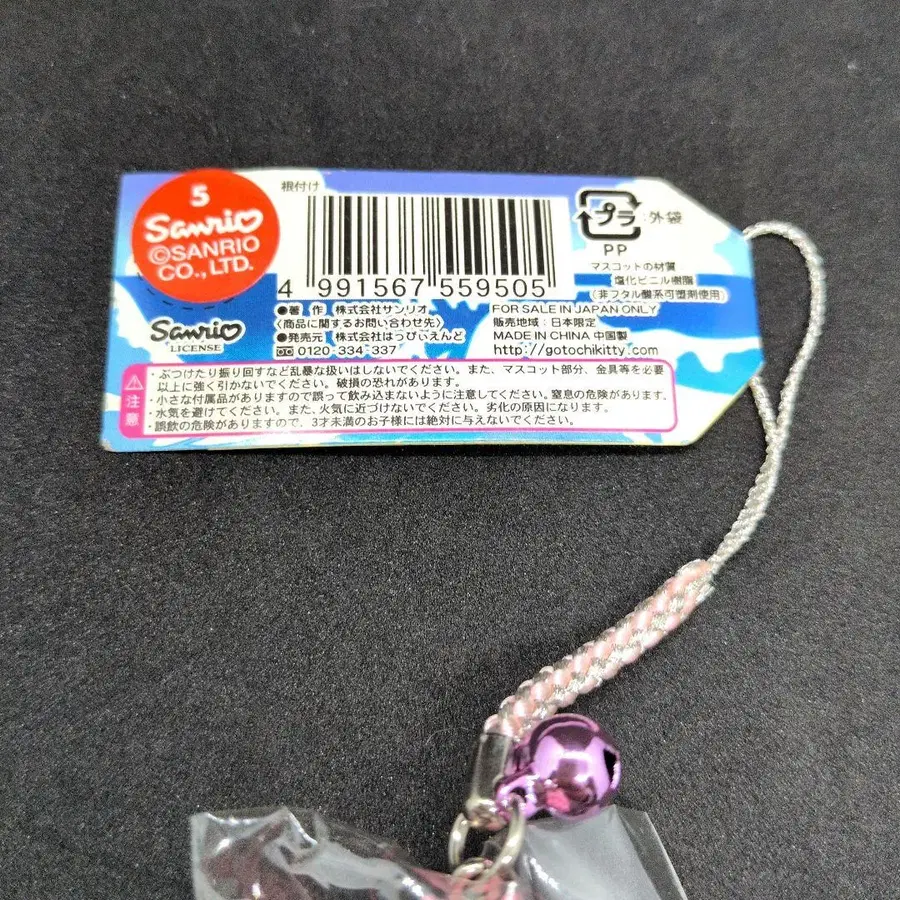 5
Sanrio
©SANRIO
CO., LTD.
Sanrio
LICENSE
根付け
4 991567 559505
●著 作 株式会社サンリオ
〈商品に関するお問い合わせ先〉
●発売元 株式会社はっぴいえんど
0120-334-337
プラ
:外袋
PP
マスコットの材質
塩化ビニル樹脂
(非フタル酸系可塑剤使用)
FOR SALE IN JAPAN ONLY
販売地域：日本限定
MADE IN CHINA 中国製
http://gotochikitty.com
注意
・ぶつけたり振り回すなど乱暴な扱いはしないでください。また、マスコット部分、金具等を必要
以上に強く引かないでください。破損の恐れがあります。
・小さな付属品がありますので誤って飲み込まないように注意してください。窒息の危険があります。
・水気を避けてください。また、火気に近づけないでください。劣化の原因になります。
・誤飲の危険がありますので、3才未満のお子様には絶対に与えないでください。